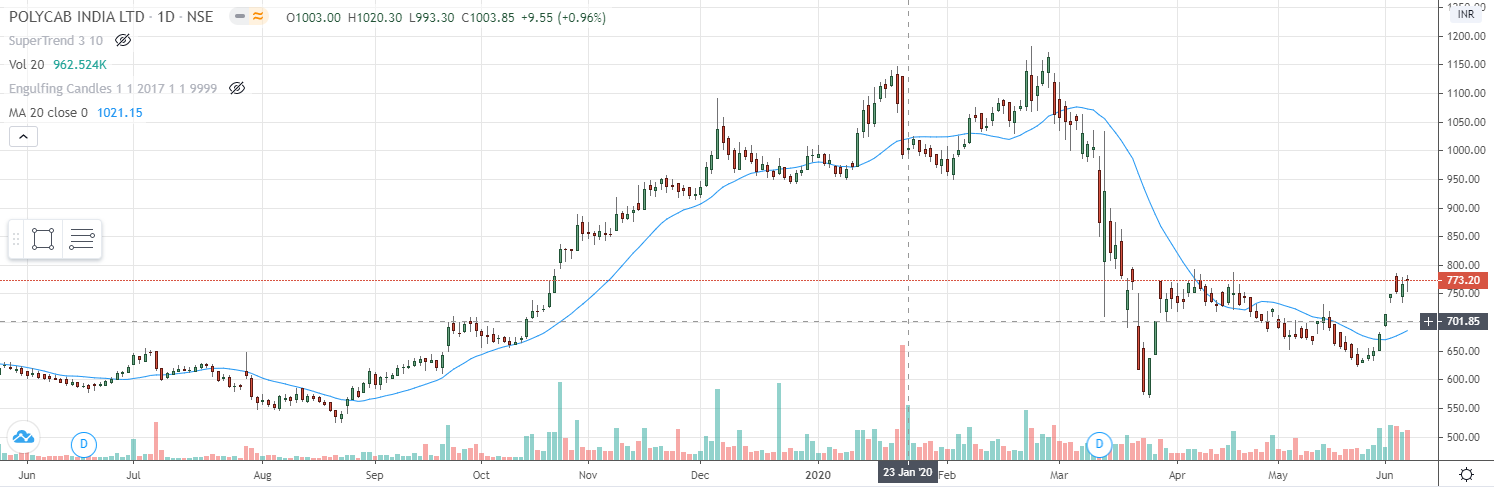 POLYCAB INDIA LTD · 1D · NSE O1003.00 H1020.30 L993.30 C1003.85 +9.55 (+0.96%)
SuperTrend 3 10
Vol 20 962.524K
Engulfing Candles 1 1 2017 1 1 9999
MA 20 close 0 1021.15
INR
1200.00
1150.00
1100.00
1050.00
1000.00
950.00
900.00
850.00
800.00
773.20
750.00
701.85
650.00
600.00
550.00
500.00
D
D
Jun Jul Aug Sep Oct Nov Dec 2020 23 Jan '20 Feb Mar Apr May Jun